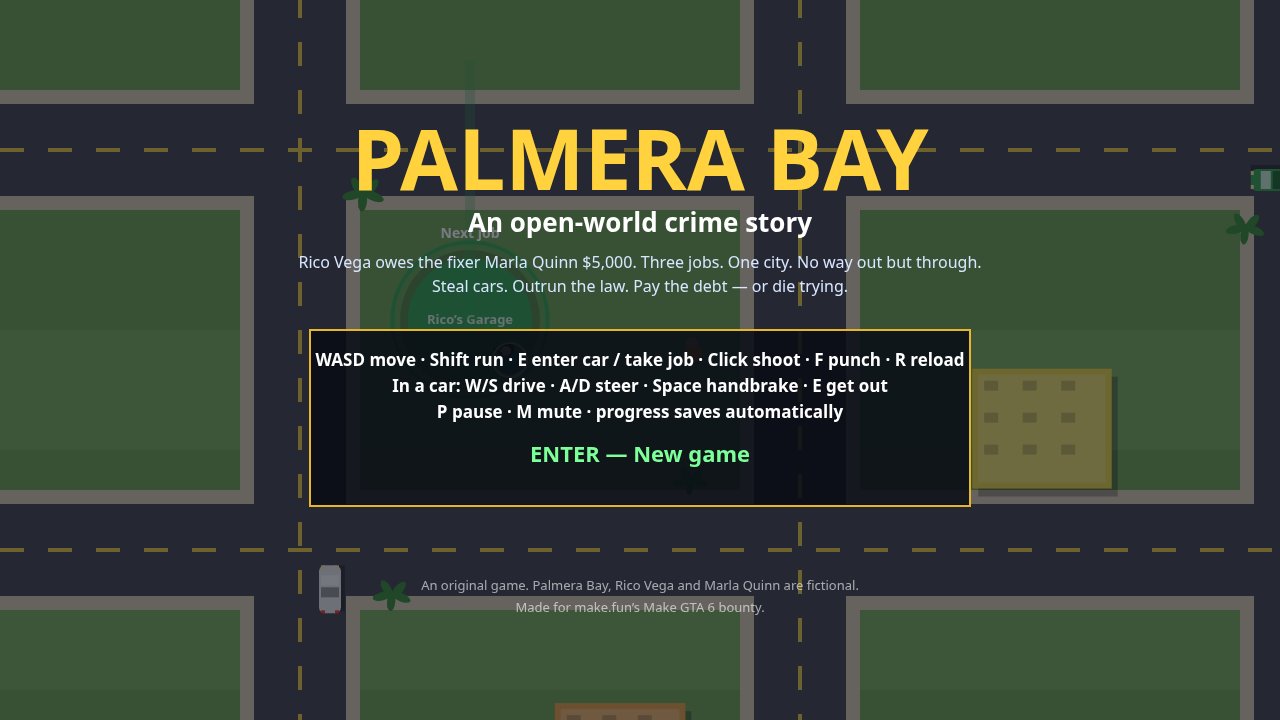 PALMERA BAY
An open-world crime story
Next job
Rico Vega owes the fixer Marla Quinn $5,000. Three jobs. One city. No way out but through.
Steal cars. Outrun the law. Pay the debt — or die trying.
Rico's Garage
WASD move · Shift run · E enter car / take job · Click shoot · F punch · R reload
In a car: W/S drive · A/D steer · Space handbrake · E get out
P pause · M mute · progress saves automatically
ENTER — New game
An original game. Palmera Bay, Rico Vega and Marla Quinn are fictional.
Made for make.fun's Make GTA 6 bounty.